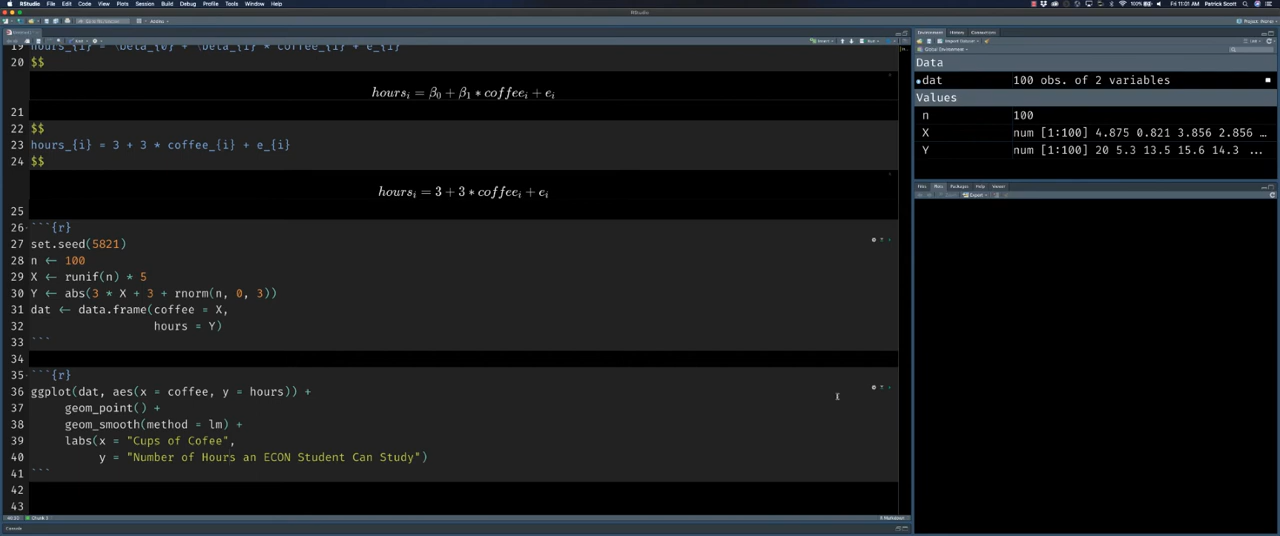 RStudio File Edit Code View Plots Session Build Debug Profile Tools Window Help
100% Fri 11:01 AM Patrick Scott
RStudio
Addins
19 hours_{i} = \beta_{0} + \beta_{1} * coffee_{i} + e_{i}
20 $$
hours_i = β_0 + β_1 * coffee_i + e_i
21
22 $$
23 hours_{i} = 3 + 3 * coffee_{i} + e_{i}
24 $$
hours_i = 3 + 3 * coffee_i + e_i
25
26 ```{r}
27 set.seed(5821)
28 n ← 100
29 X ← runif(n) * 5
30 Y ← abs(3 * X + 3 + rnorm(n, 0, 3))
31 dat ← data.frame(coffee = X,
32 hours = Y)
33 ```
34
35 ```{r}
36 ggplot(dat, aes(x = coffee, y = hours)) +
37 geom_point() +
38 geom_smooth(method = lm) +
39 labs(x = "Cups of Cofee",
40 y = "Number of Hours an ECON Student Can Study")
41 ```
42
43
R Markdown
Console
Environment History Connections
Import Dataset
Global Environment
Data
dat 100 obs. of 2 variables
Values
n 100
X num [1:100] 4.875 0.821 3.856 2.856 …
Y num [1:100] 20 5.3 13.5 15.6 14.3 ...
Files Plots Packages Help Viewer
Export